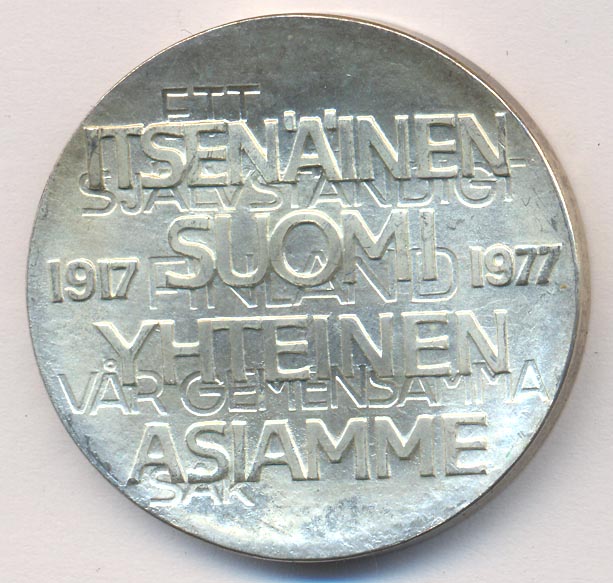 ETT
ITSENÄINEN
SJÄLVSTÄNDIGT
SUOMI
1917 FINLAND 1977
YHTEINEN
VÅR GEMENSAMMA
ASIAMME
SAK